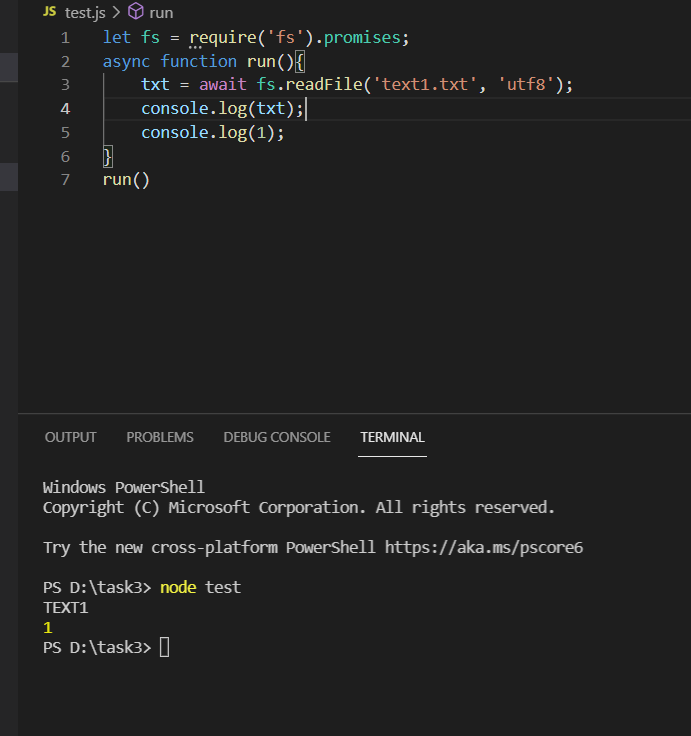 JS test.js > run
1 let fs = require('fs').promises;
2 async function run(){
3 txt = await fs.readFile('text1.txt', 'utf8');
4 console.log(txt);
5 console.log(1);
6 }
7 run()
OUTPUT PROBLEMS DEBUG CONSOLE TERMINAL
Windows PowerShell
Copyright (C) Microsoft Corporation. All rights reserved.
Try the new cross-platform PowerShell https://aka.ms/pscore6
PS D:\task3> node test
TEXT1
1
PS D:\task3>